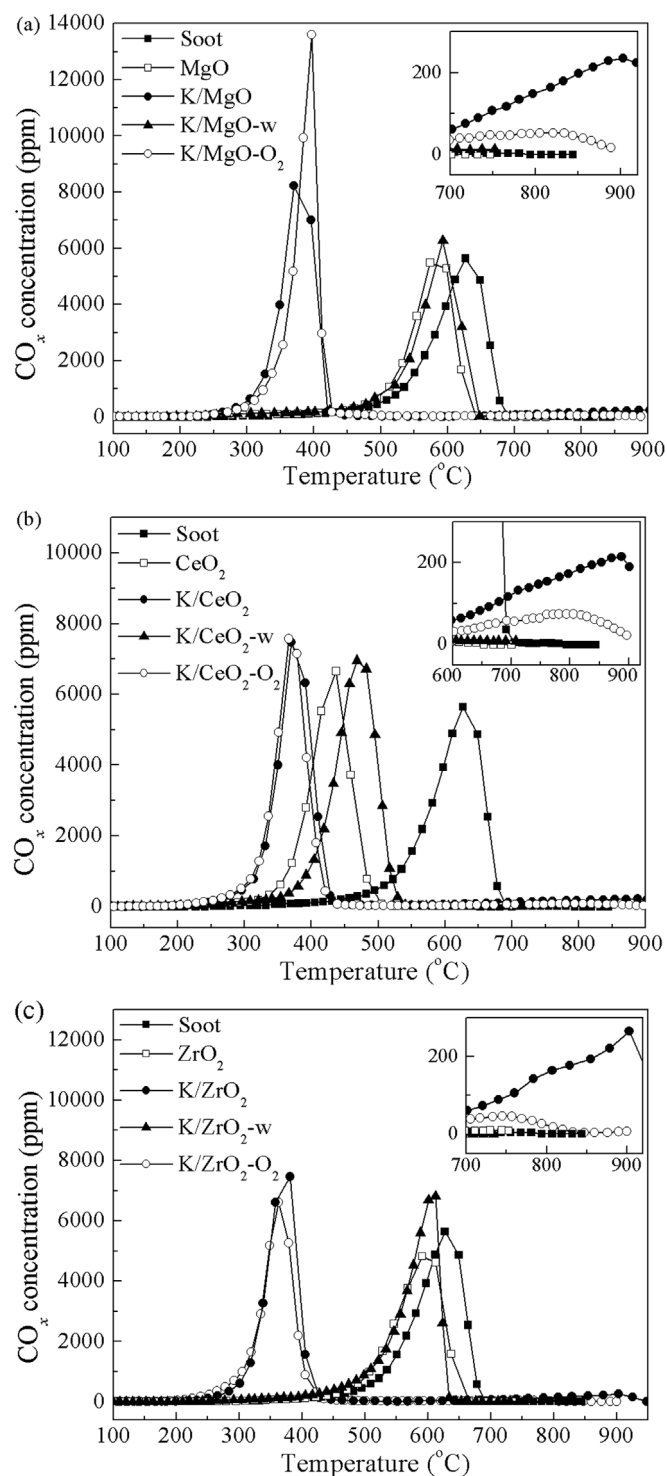 (a)
14000
12000
10000
8000
6000
4000
2000
0
COx concentration (ppm)
Soot
MgO
K/MgO
K/MgO-w
K/MgO-O2
200
0
700 800 900
100 200 300 400 500 600 700 800 900
Temperature (°C)
(b)
10000
8000
6000
4000
2000
0
COx concentration (ppm)
Soot
CeO2
K/CeO2
K/CeO2-w
K/CeO2-O2
200
0
600 700 800 900
100 200 300 400 500 600 700 800 900
Temperature (°C)
(c)
12000
10000
8000
6000
4000
2000
0
COx concentration (ppm)
Soot
ZrO2
K/ZrO2
K/ZrO2-w
K/ZrO2-O2
200
0
700 800 900
100 200 300 400 500 600 700 800 900
Temperature (°C)